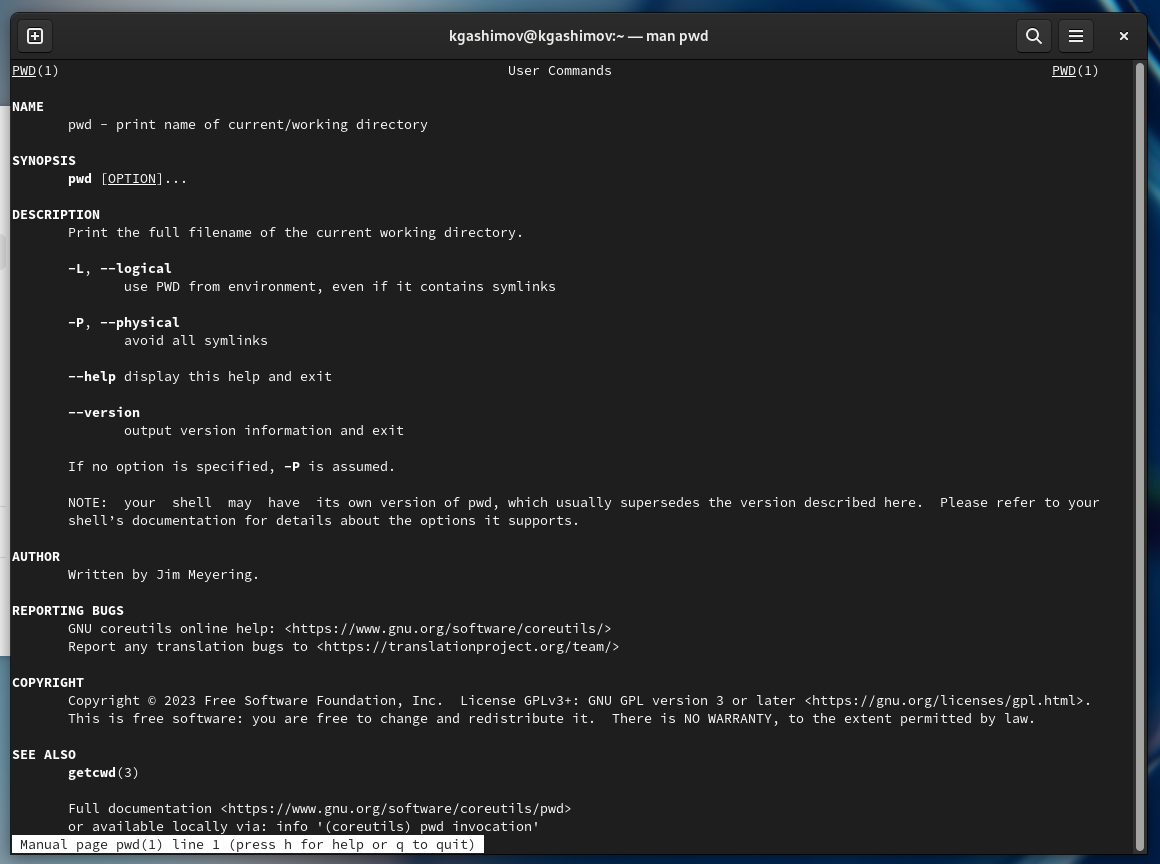 kgashimov@kgashimov:~ — man pwd
PWD(1) User Commands PWD(1)
NAME
pwd - print name of current/working directory
SYNOPSIS
pwd [OPTION]...
DESCRIPTION
Print the full filename of the current working directory.
-L, --logical
use PWD from environment, even if it contains symlinks
-P, --physical
avoid all symlinks
--help display this help and exit
--version
output version information and exit
If no option is specified, -P is assumed.
NOTE:  your  shell  may  have  its own version of pwd, which usually supersedes the version described here.  Please refer to your
shell’s documentation for details about the options it supports.
AUTHOR
Written by Jim Meyering.
REPORTING BUGS
GNU coreutils online help: <https://www.gnu.org/software/coreutils/>
Report any translation bugs to <https://translationproject.org/team/>
COPYRIGHT
Copyright © 2023 Free Software Foundation, Inc.  License GPLv3+: GNU GPL version 3 or later <https://gnu.org/licenses/gpl.html>.
This is free software: you are free to change and redistribute it.  There is NO WARRANTY, to the extent permitted by law.
SEE ALSO
getcwd(3)
Full documentation <https://www.gnu.org/software/coreutils/pwd>
or available locally via: info '(coreutils) pwd invocation'
Manual page pwd(1) line 1 (press h for help or q to quit)